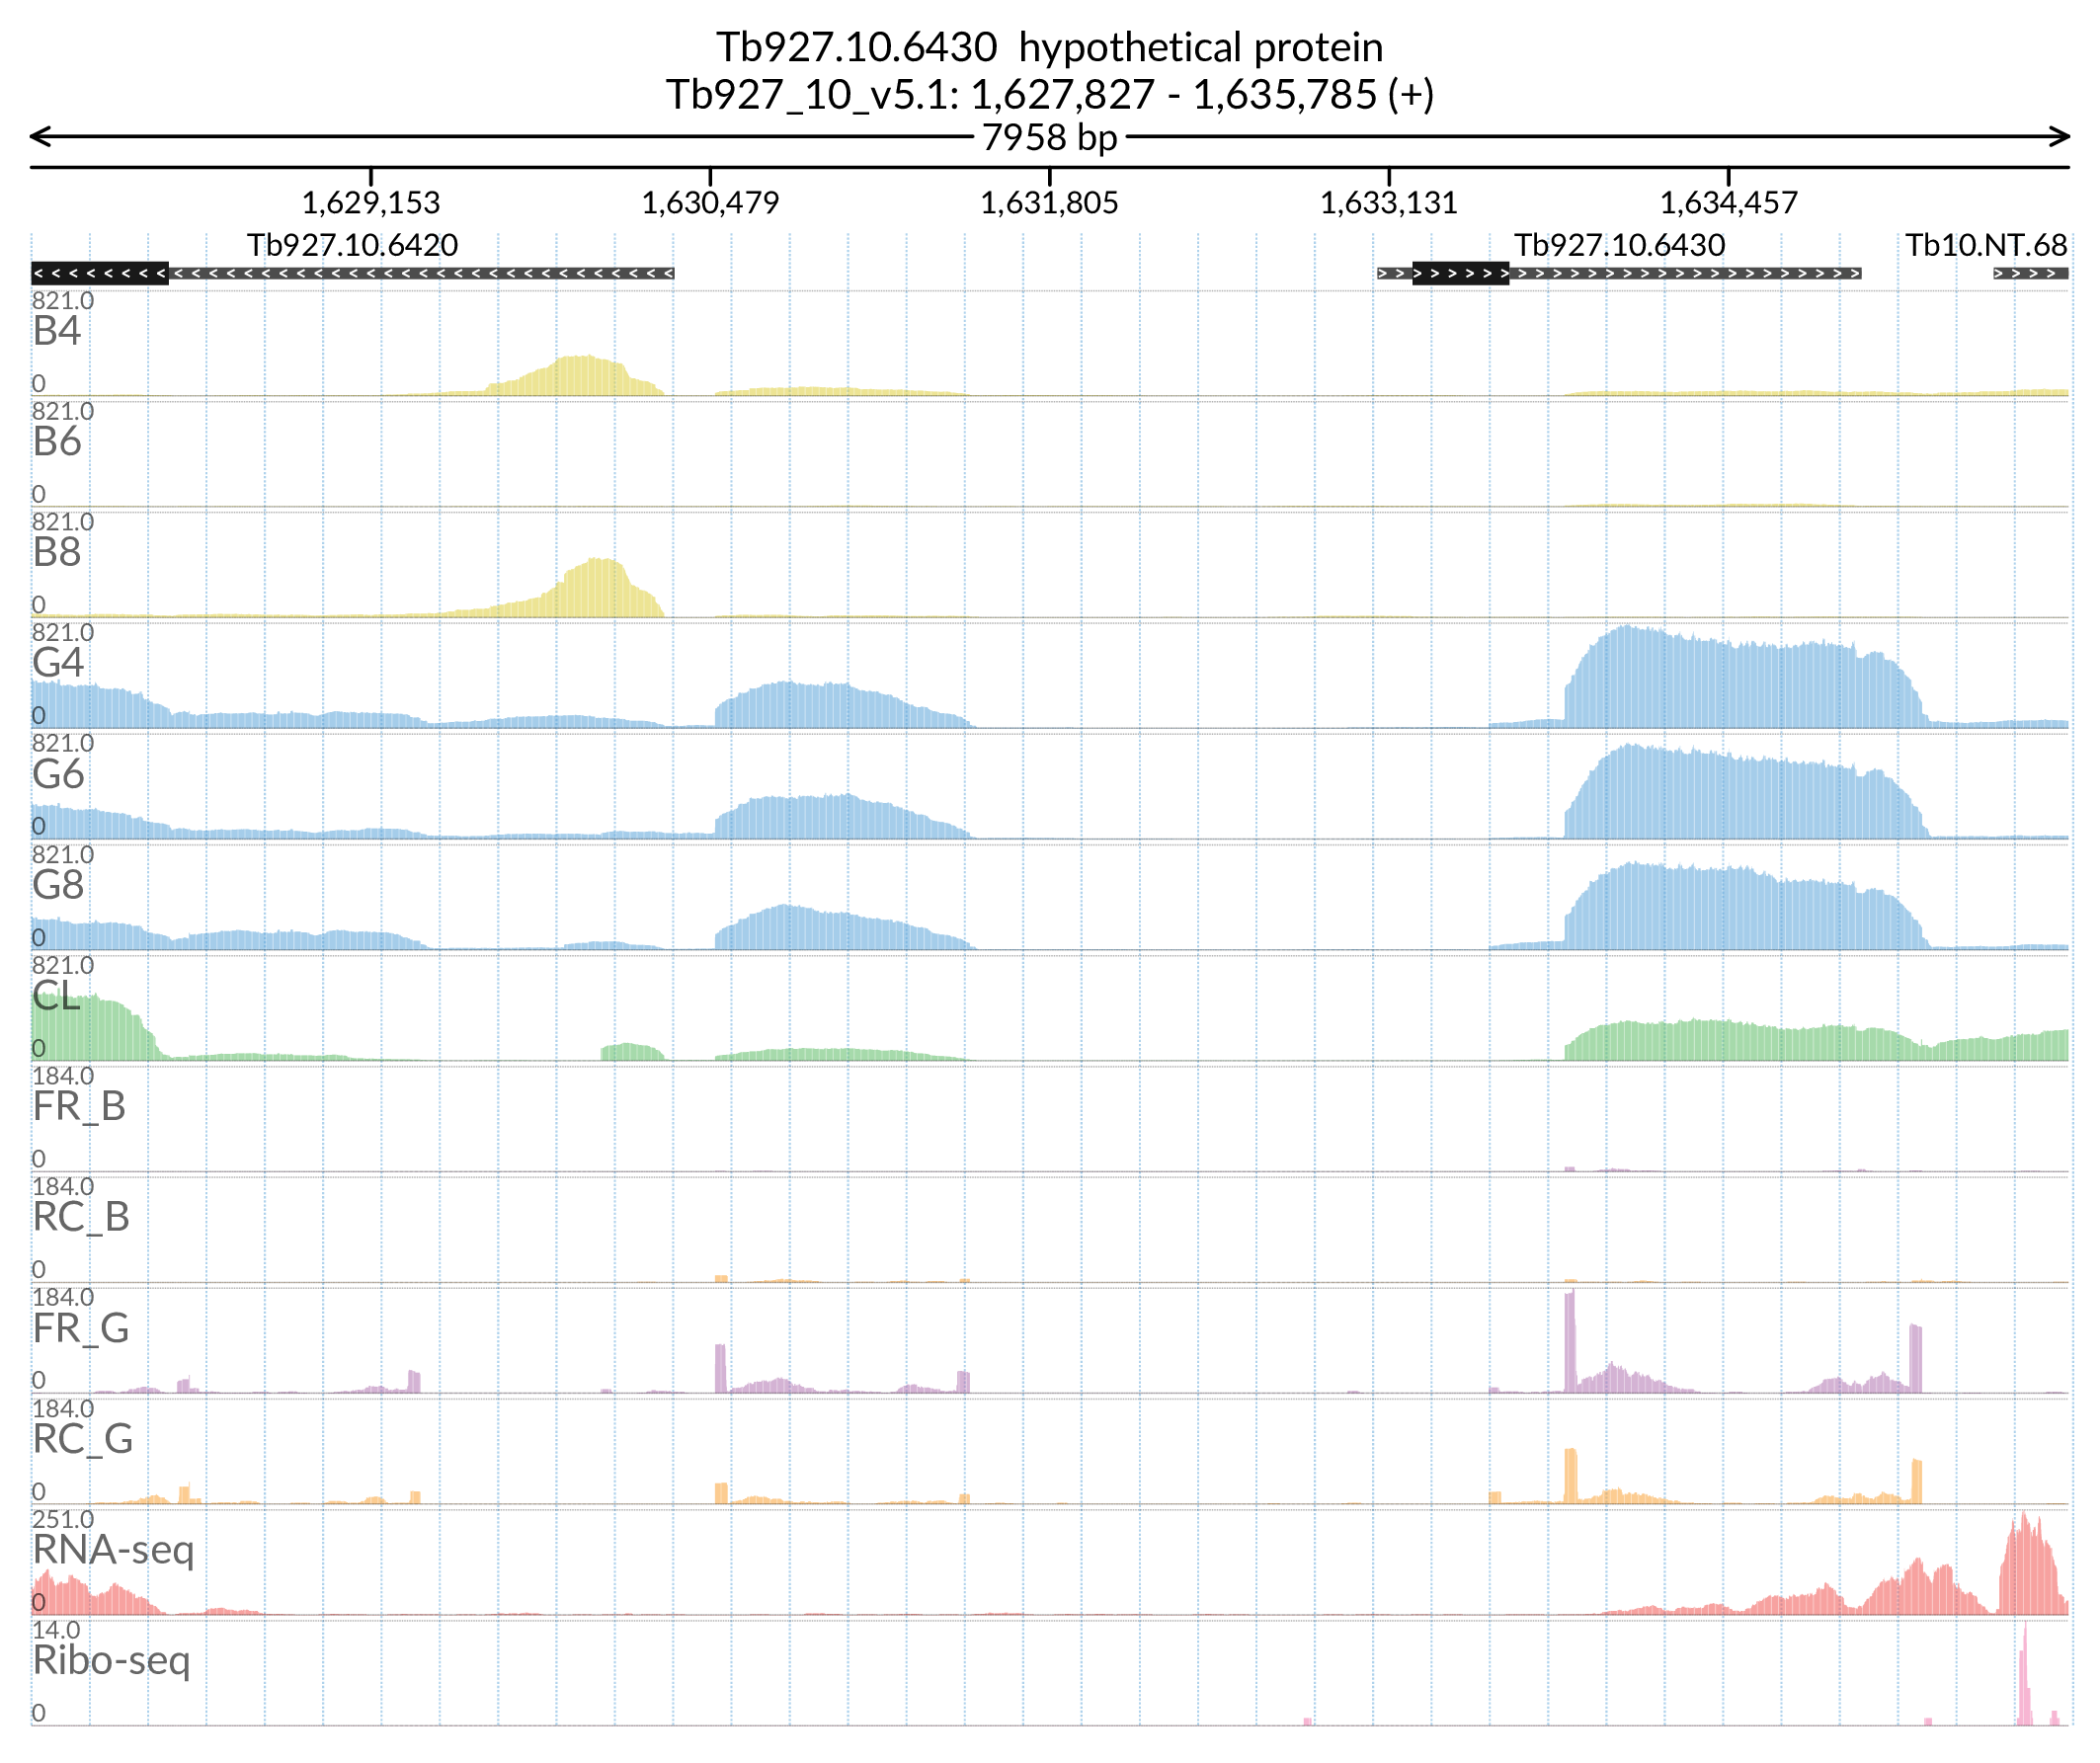 Tb927.10.6430 hypothetical protein
Tb927_10_v5.1: 1,627,827 - 1,635,785 (+)
7958 bp
1,629,153 1,630,479 1,631,805 1,633,131 1,634,457
Tb927.10.6420 Tb927.10.6430 Tb10.NT.68
821.0
B4
0
821.0
B6
0
821.0
B8
0
821.0
G4
0
821.0
G6
0
821.0
G8
0
821.0
CL
0
184.0
FR_B
0
184.0
RC_B
0
184.0
FR_G
0
184.0
RC_G
0
251.0
RNA-seq
0
14.0
Ribo-seq
0